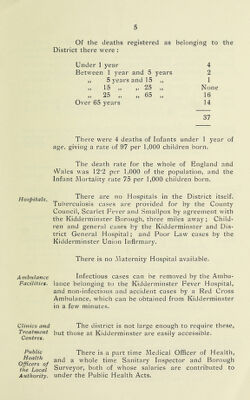 5
Of the deaths registered as belonging to the
District there were :
Under 1 year 4
Between 1 year and 5 years 2
„ 5 years and 15 „ 1
„ 15 „ „ 25 „ None
„ 25 „ „ 65 „ 16
Over 65 years 14
37
There were 4 deaths of Infants under 1 year of
age, giving a rate of 97 per 1,000 children born.
The death rate for the whole of England and
Wales was 12·2 per 1,000 of the population, and the
Infant Mortality rate 75 per 1,000 children born.
Hospitals. There are no Hospitals in the District itself.
Tuberculosis cases are provided for by the County
Council, Scarlet Fever and Smallpox by agreement with
the Kidderminster Borough, three miles away ; Child-
ren and general cases by the Kidderminster and Dis-
trict General Hospital ; and Poor Law cases by the
Kidderminster Union Infirmary.
There is no Maternity Hospital available.
Ambulance Facilities. Infectious cases can be removed by the Ambu-
lance belonging to the Kidderminster Fever Hospital,
and non-infectious and accident cases by a Red Cross
Ambulance, which can be obtained from Kidderminster
in a few minutes.
Clinics and Treatment Centres. The district is not large enough to require these,
but those at Kidderminster are easily accessible.
Public Health Officers of the Local Authority. There is a part time Medical Officer of Health,
and a whole time Sanitary Inspector and Borough
Surveyor, both of whose salaries are contributed to
under the Public Health Acts.